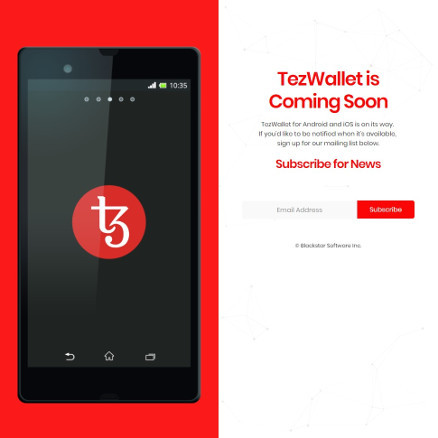 10:35
TezWallet is
Coming Soon
TezWallet for Android and iOS is on its way.
If you'd like to be notified when it's available,
sign up for our mailing list below.
Subscribe for News
Email Address
Subscribe
© Blockstar Software Inc.